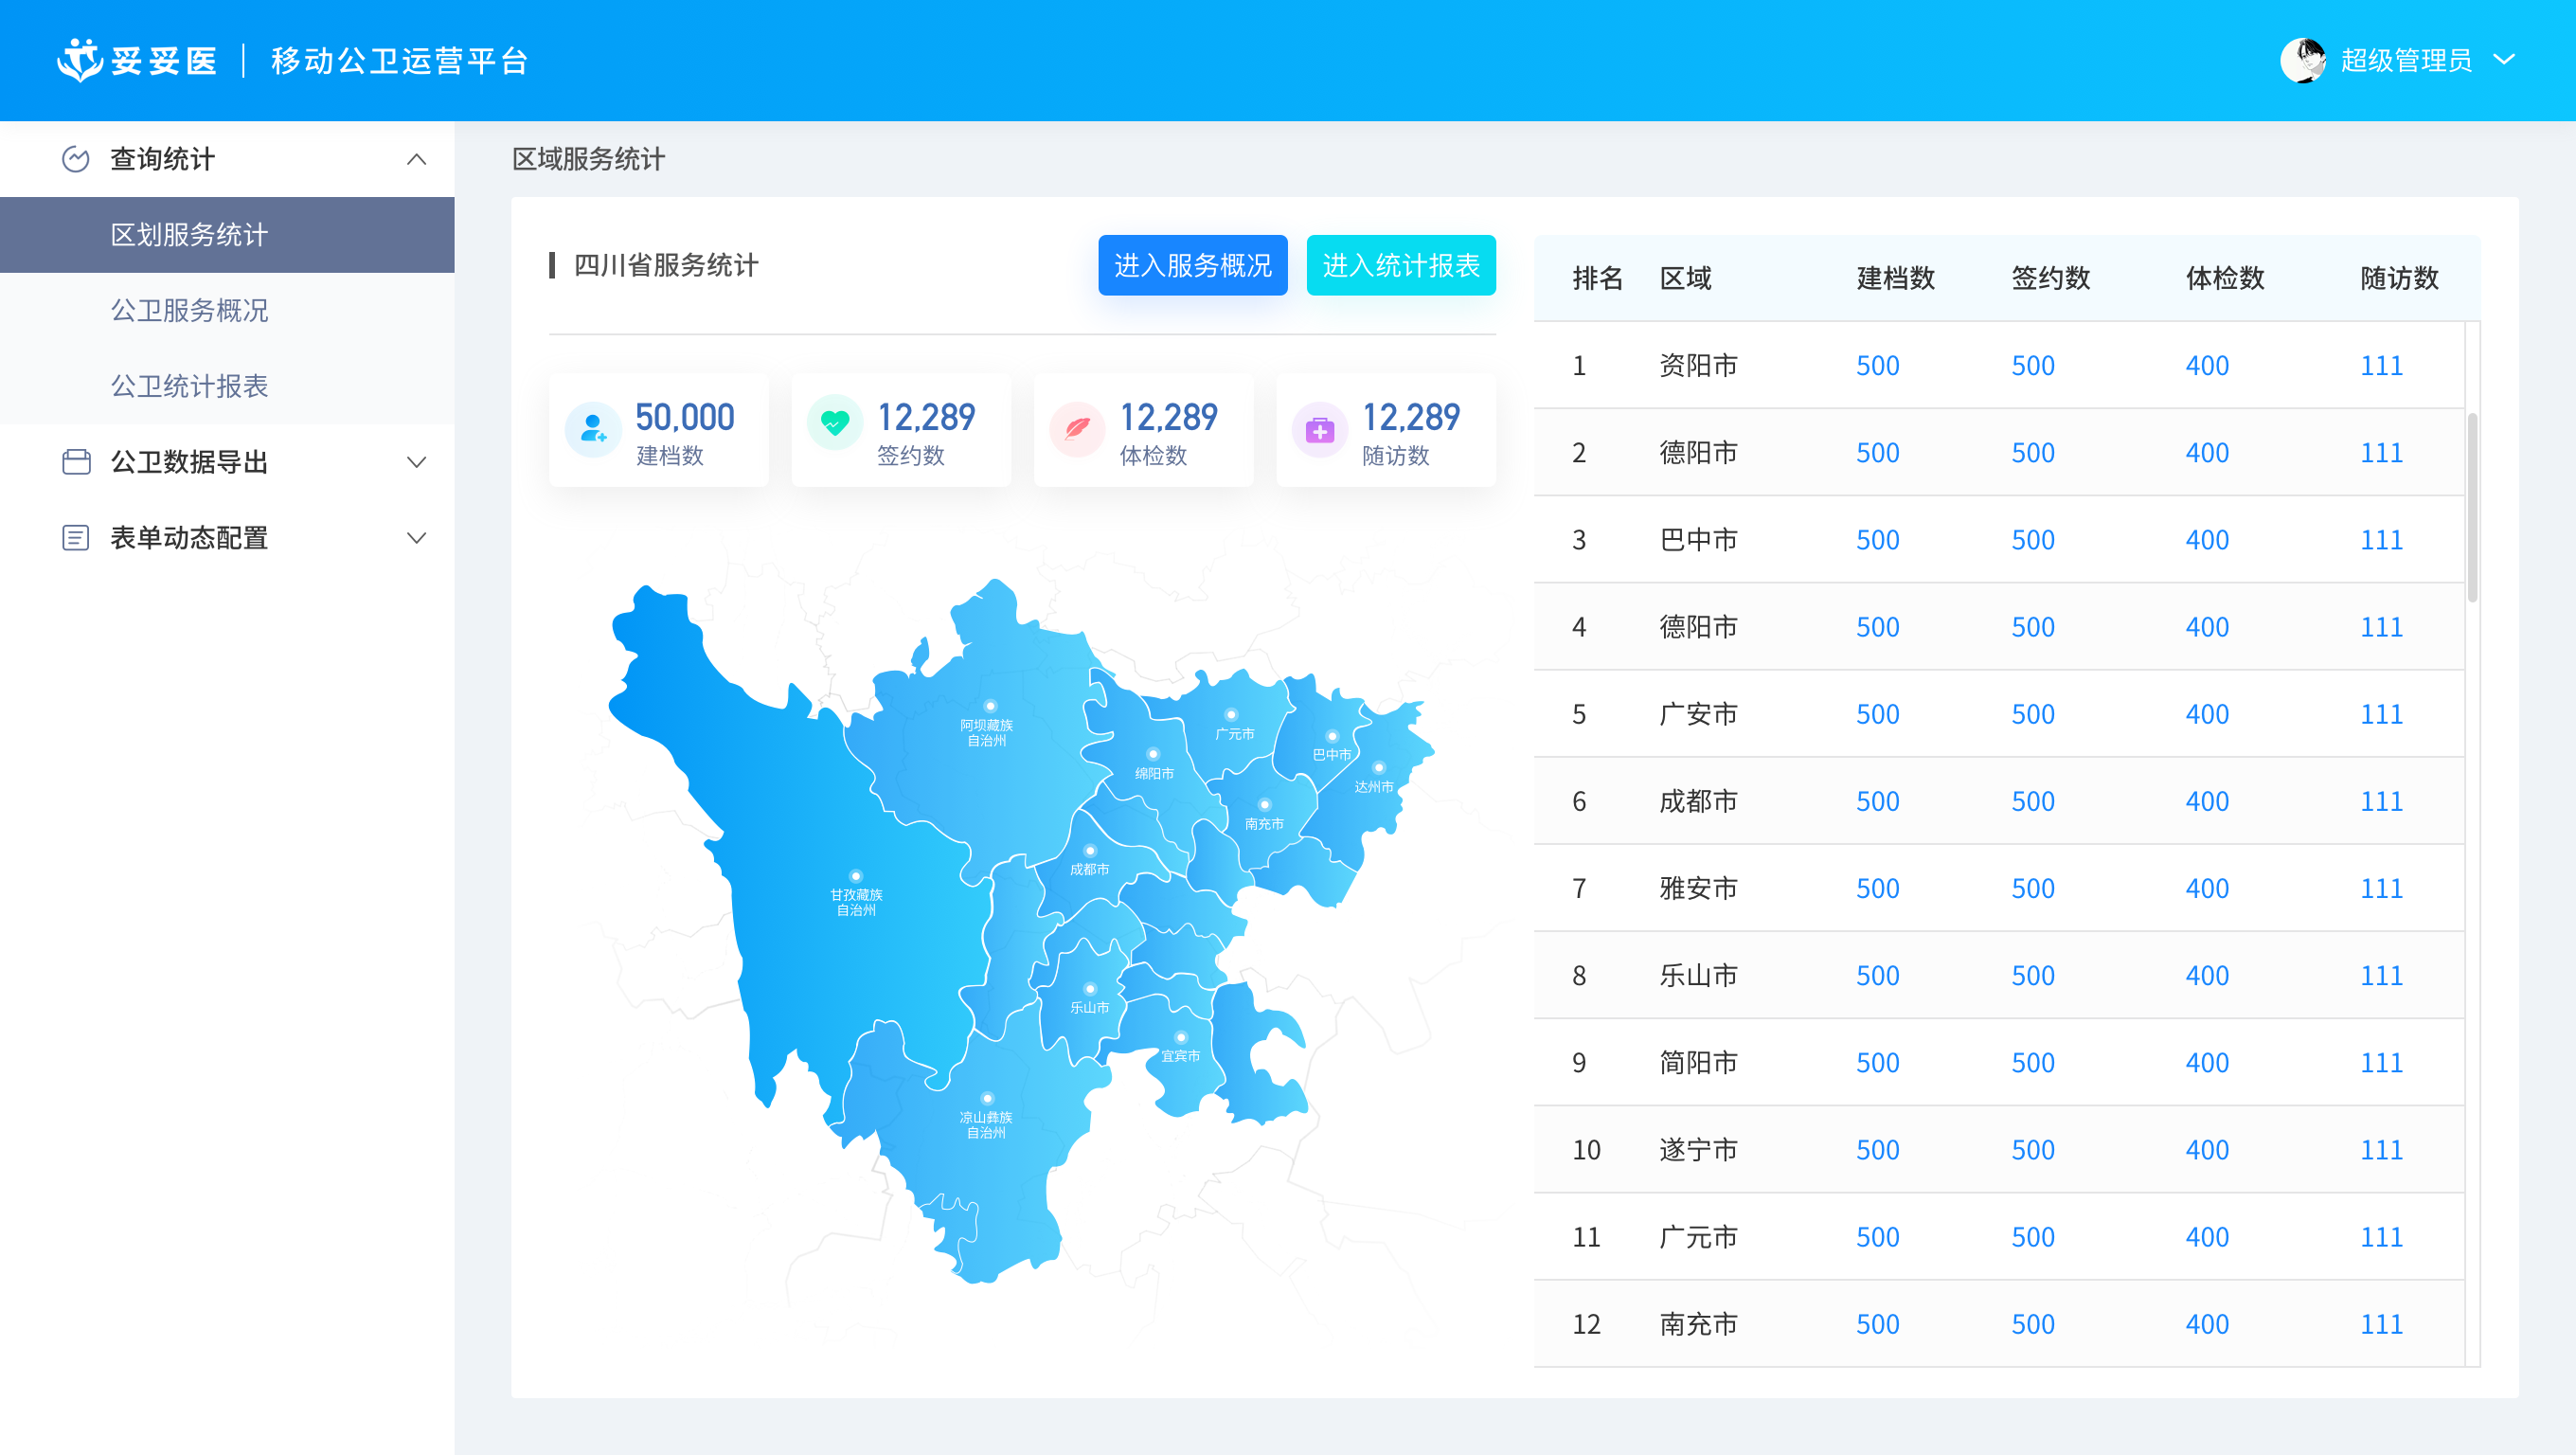 妥妥医 移动公卫运营平台
超级管理员
查询统计
区划服务统计
公卫服务概况
公卫统计报表
公卫数据导出
表单动态配置
区域服务统计
四川省服务统计
进入服务概况
进入统计报表
50,000
建档数
12,289
签约数
12,289
体检数
12,289
随访数
阿坝藏族
自治州
广元市
绵阳市
巴中市
达州市
南充市
成都市
甘孜藏族
自治州
乐山市
宜宾市
凉山彝族
自治州
排名 区域 建档数 签约数 体检数 随访数
1 资阳市 500 500 400 111
2 德阳市 500 500 400 111
3 巴中市 500 500 400 111
4 德阳市 500 500 400 111
5 广安市 500 500 400 111
6 成都市 500 500 400 111
7 雅安市 500 500 400 111
8 乐山市 500 500 400 111
9 简阳市 500 500 400 111
10 遂宁市 500 500 400 111
11 广元市 500 500 400 111
12 南充市 500 500 400 111